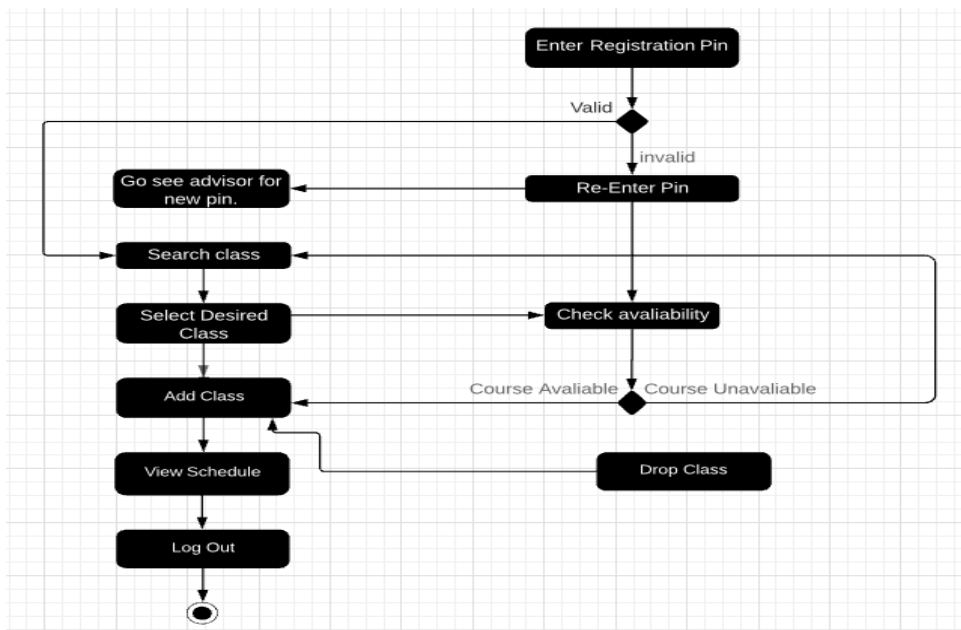 Enter Registration Pin
Valid
invalid
Go see advisor for
new pin.
Re-Enter Pin
Search class
Select Desired
Class
Check avaliability
Add Class
Course Avaliable
Course Unavaliable
View Schedule
Drop Class
Log Out